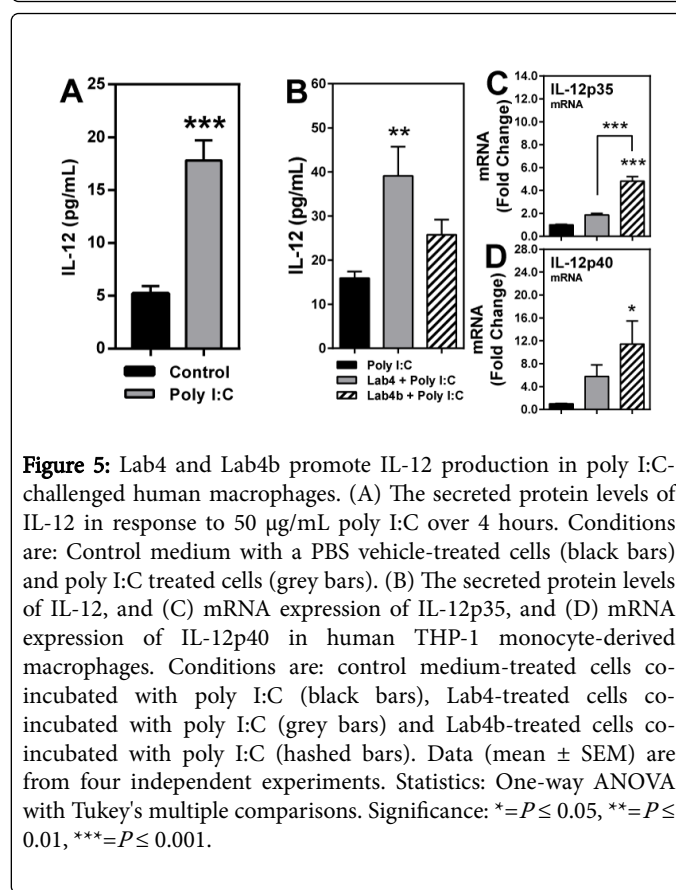 A
25
20
15
10
5
0
IL-12 (pg/mL)
***
Control
Poly I:C
B
60
50
40
30
20
10
0
IL-12 (pg/mL)
**
Poly I:C
Lab4 + Poly I:C
Lab4b + Poly I:C
C
14.0
12.0
10.0
8.0
6.0
4.0
2.0
0.0
mRNA
(Fold Change)
IL-12p35
mRNA
***
***
D
28.0
24.0
20.0
16.0
12.0
8.0
4.0
0.0
mRNA
(Fold Change)
IL-12p40
mRNA
*
Figure 5: Lab4 and Lab4b promote IL-12 production in poly I:C-
challenged human macrophages. (A) The secreted protein levels of
IL-12 in response to 50 μg/mL poly I:C over 4 hours. Conditions
are: Control medium with a PBS vehicle-treated cells (black bars)
and poly I:C treated cells (grey bars). (B) The secreted protein levels
of IL-12, and (C) mRNA expression of IL-12p35, and (D) mRNA
expression of IL-12p40 in human THP-1 monocyte-derived
macrophages. Conditions are: control medium-treated cells co-
incubated with poly I:C (black bars), Lab4-treated cells co-
incubated with poly I:C (grey bars) and Lab4b-treated cells co-
incubated with poly I:C (hashed bars). Data (mean ± SEM) are
from four independent experiments. Statistics: One-way ANOVA
with Tukey's multiple comparisons. Significance: *=P ≤ 0.05, **=P ≤
0.01, ***=P ≤ 0.001.